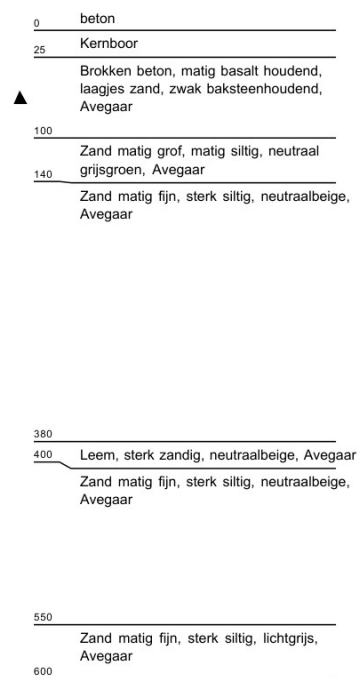 0 beton
25 Kernboor
Brokken beton, matig basalt houdend,
laagjes zand, zwak baksteenhoudend,
Avegaar
100
Zand matig grof, matig siltig, neutraal
grijsgroen, Avegaar
140
Zand matig fijn, sterk siltig, neutraalbeige,
Avegaar
380
400 Leem, sterk zandig, neutraalbeige, Avegaar
Zand matig fijn, sterk siltig, neutraalbeige,
Avegaar
550
Zand matig fijn, sterk siltig, lichtgrijs,
Avegaar
600